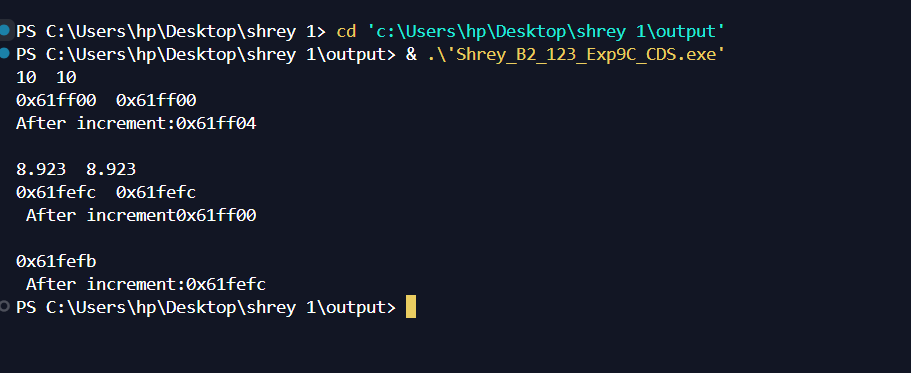 PS C:\Users\hp\Desktop\shrey 1> cd 'c:\Users\hp\Desktop\shrey 1\output'
PS C:\Users\hp\Desktop\shrey 1\output> & .\'Shrey_B2_123_Exp9C_CDS.exe'
10  10
0x61ff00  0x61ff00
After increment:0x61ff04

8.923  8.923
0x61fefc  0x61fefc
 After increment0x61ff00

0x61fefb
 After increment:0x61fefc
PS C:\Users\hp\Desktop\shrey 1\output>